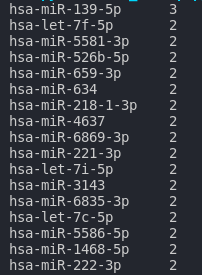 hsa-miR-139-5p 3
hsa-let-7f-5p 2
hsa-miR-5581-3p 2
hsa-miR-526b-5p 2
hsa-miR-659-3p 2
hsa-miR-634 2
hsa-miR-218-1-3p 2
hsa-miR-4637 2
hsa-miR-6869-3p 2
hsa-miR-221-3p 2
hsa-let-7i-5p 2
hsa-miR-3143 2
hsa-miR-6835-3p 2
hsa-let-7c-5p 2
hsa-miR-5586-5p 2
hsa-miR-1468-5p 2
hsa-miR-222-3p 2